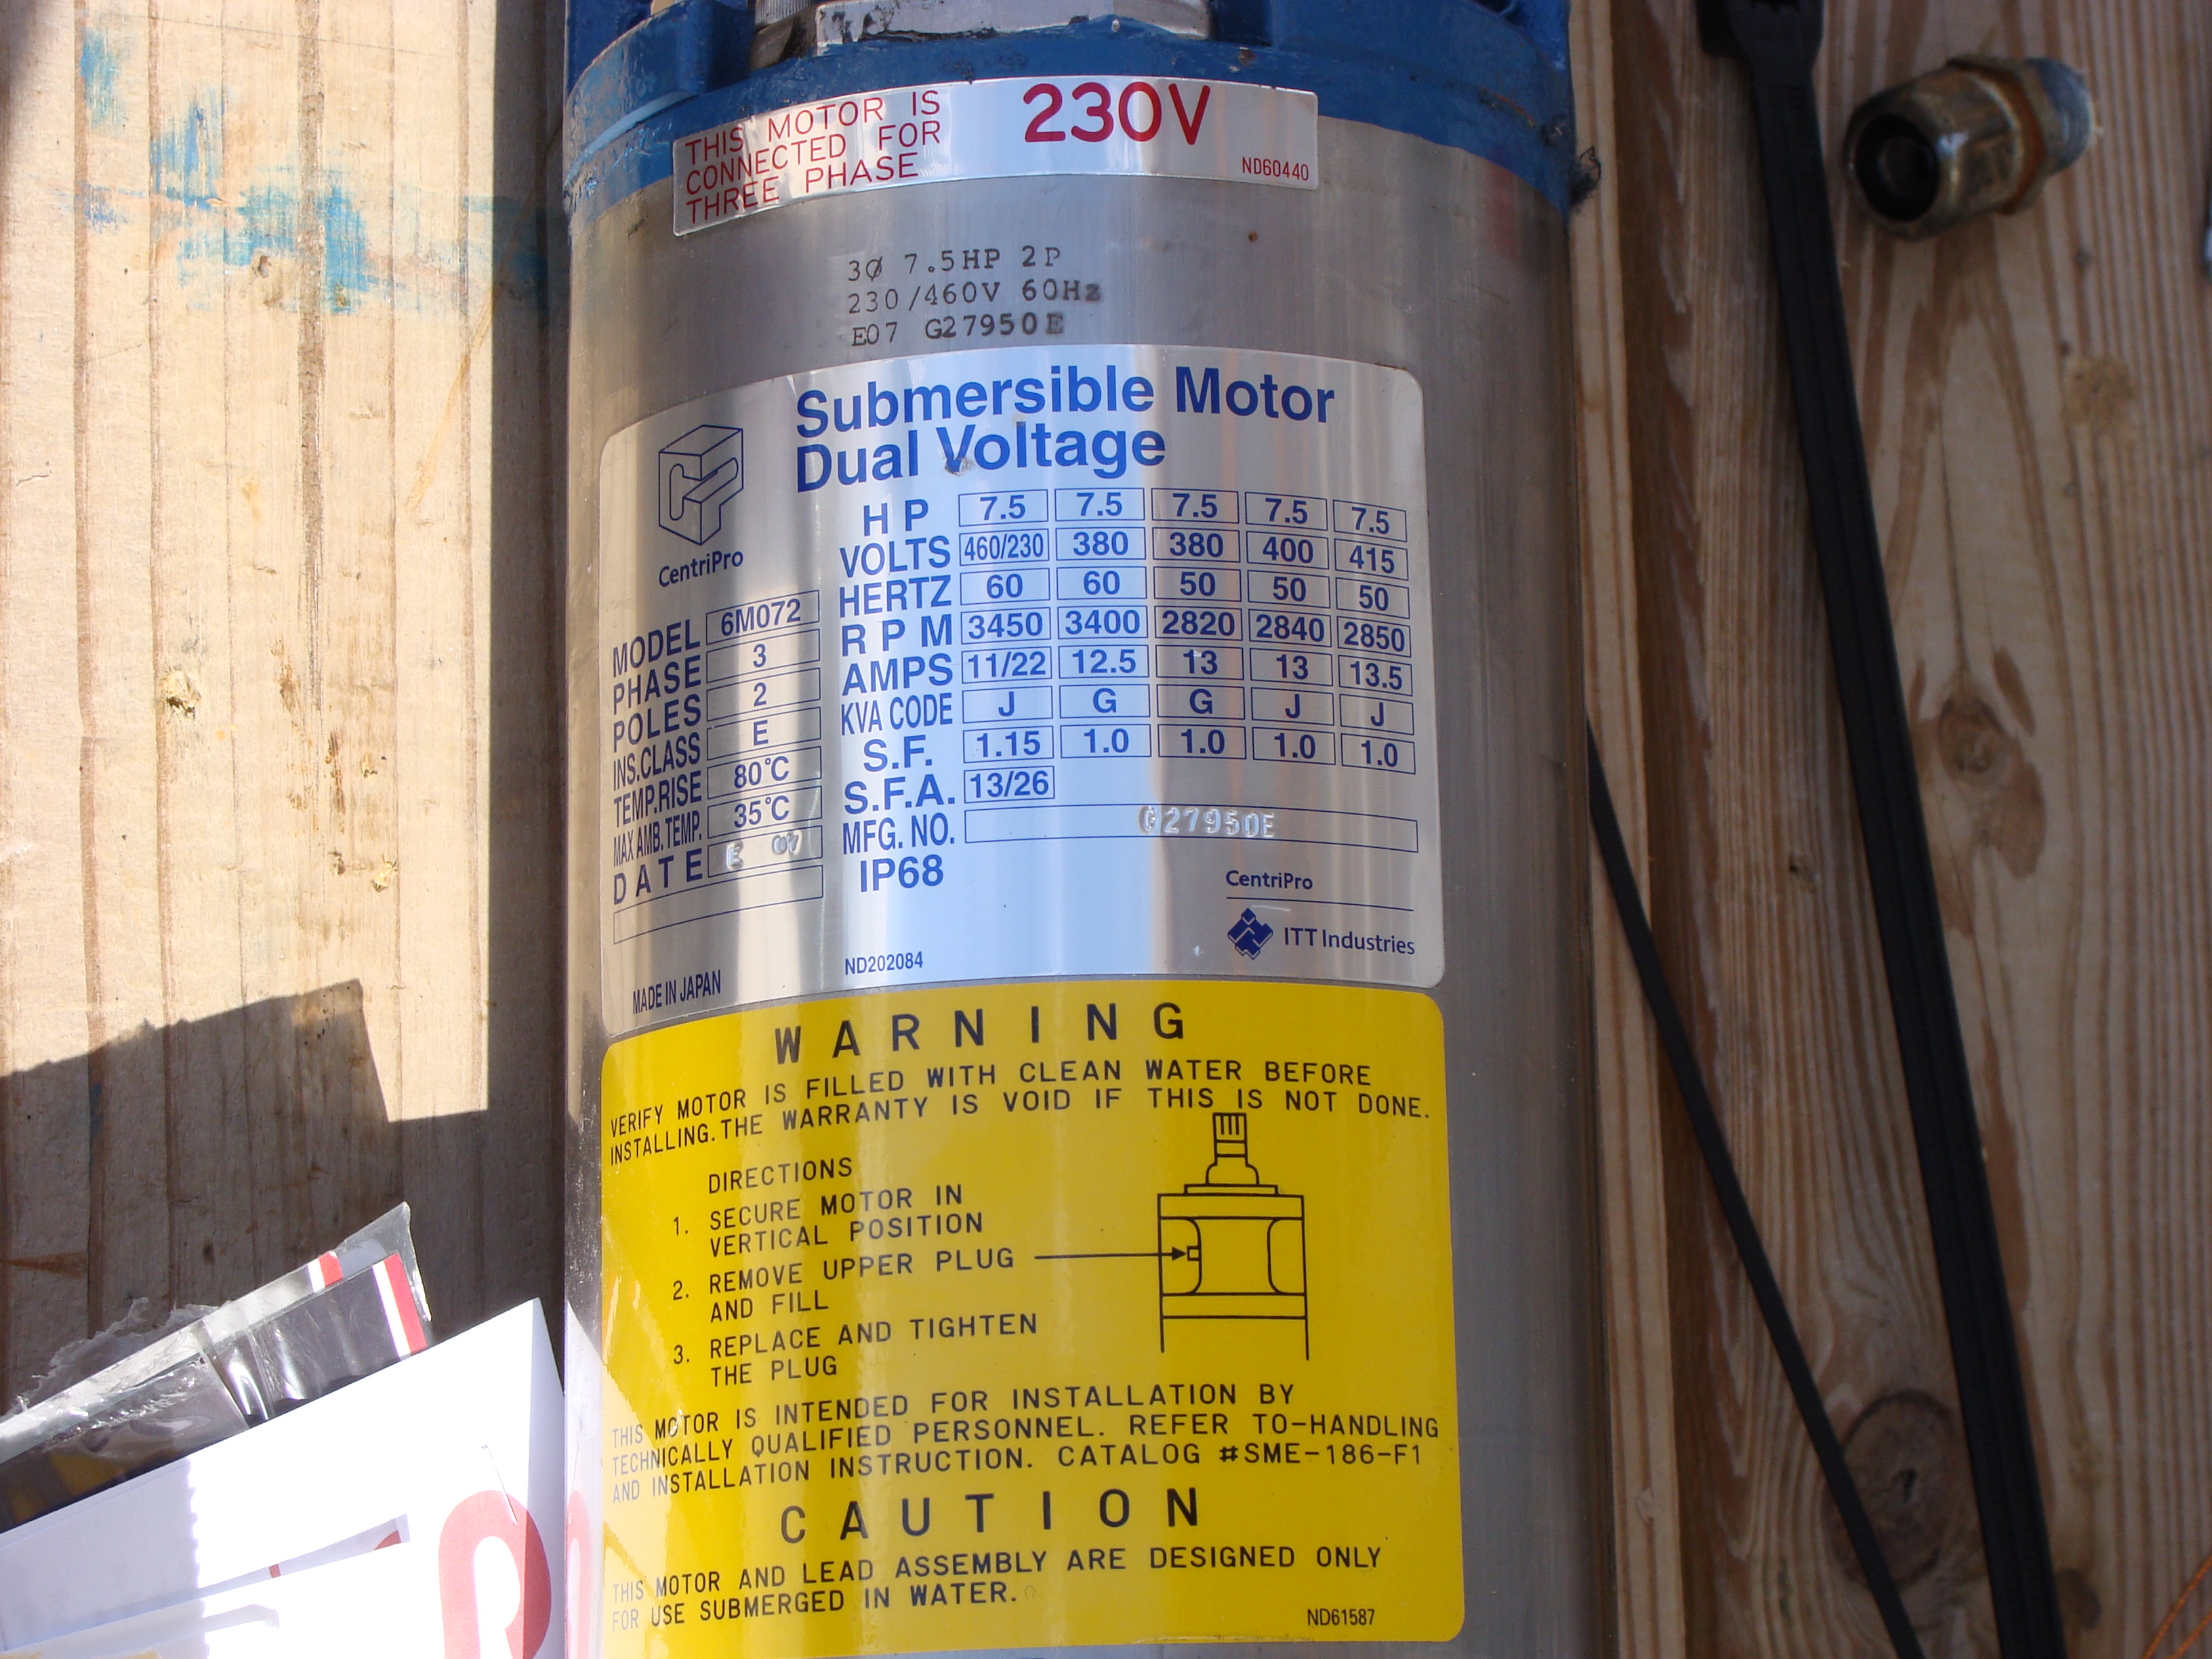 THIS MOTOR IS
CONNECTED FOR
THREE PHASE
230V
ND60440
3Ø 7.5HP 2P
230/460V 60Hz
E07 G27950E
Submersible Motor
Dual Voltage
CentriPro
MODEL 6M072
PHASE 3
POLES 2
INS.CLASS E
TEMP.RISE 80°C
MAX AMB.TEMP. 35°C
DATE E 07
HP 7.5 7.5 7.5 7.5 7.5
VOLTS 460/230 380 380 400 415
HERTZ 60 60 50 50 50
RPM 3450 3400 2820 2840 2850
AMPS 11/22 12.5 13 13 13.5
KVA CODE J G G J J
S.F. 1.15 1.0 1.0 1.0 1.0
S.F.A. 13/26
MFG. NO. G27950E
IP68
CentriPro
ITT Industries
ND202084
MADE IN JAPAN
WARNING
VERIFY MOTOR IS FILLED WITH CLEAN WATER BEFORE
INSTALLING. THE WARRANTY IS VOID IF THIS IS NOT DONE.
DIRECTIONS
1. SECURE MOTOR IN
VERTICAL POSITION
2. REMOVE UPPER PLUG
AND FILL
3. REPLACE AND TIGHTEN
THE PLUG
THIS MOTOR IS INTENDED FOR INSTALLATION BY
TECHNICALLY QUALIFIED PERSONNEL. REFER TO-HANDLING
AND INSTALLATION INSTRUCTION. CATALOG #SME-186-F1
CAUTION
THIS MOTOR AND LEAD ASSEMBLY ARE DESIGNED ONLY
FOR USE SUBMERGED IN WATER.
ND61587